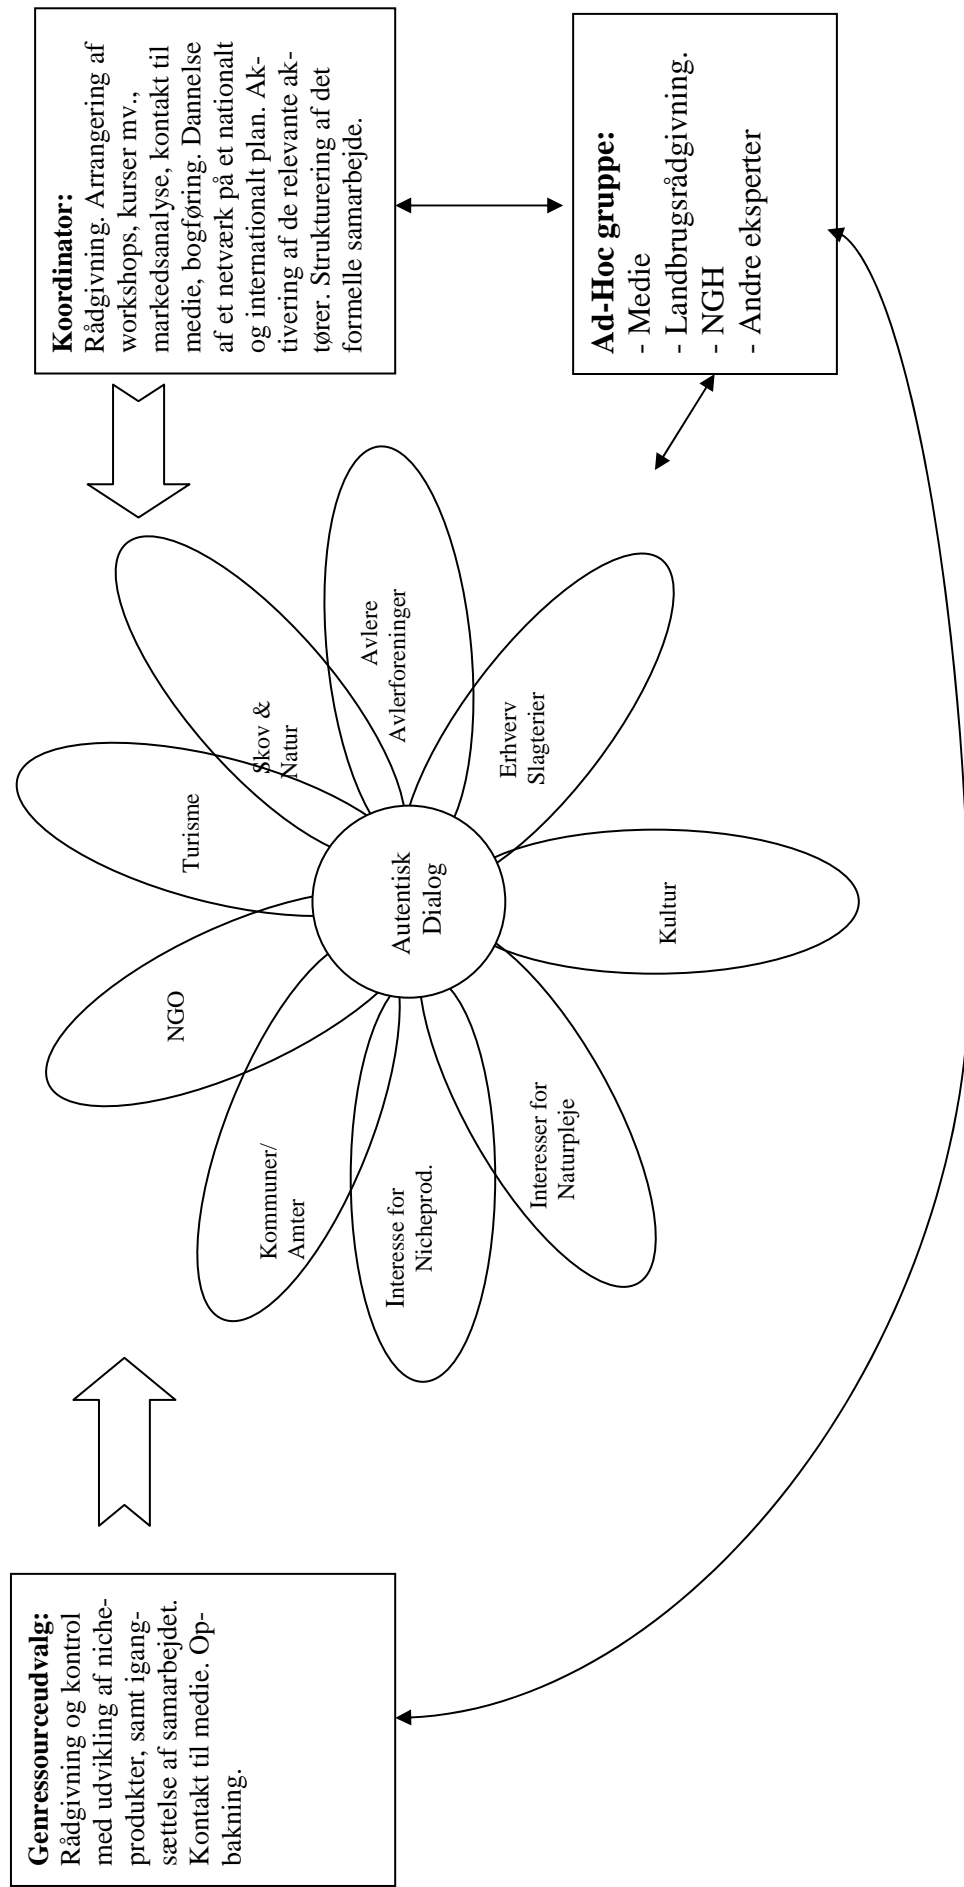 Genressourceudvalg:
Rådgivning og kontrol
med udvikling af niche-
produkter, samt igang-
sættelse af samarbejdet.
Kontakt til medie. Op-
bakning.
Koordinator:
Rådgivning. Arrangering af
workshops, kurser mv.,
markedsanalyse, kontakt til
medie, bogføring. Dannelse
af et netværk på et nationalt
og internationalt plan. Ak-
tivering af de relevante ak-
tører. Strukturering af det
formelle samarbejde.
NGO
Turisme
Skov &
Natur
Kommuner/
Amter
Avlere
Avlerforeninger
Autentisk
Dialog
Interesse for
Nicheprod.
Erhverv
Slagterier
Interesser for
Naturpleje
Kultur
Ad-Hoc gruppe:
- Medie
- Landbrugsrådgivning.
- NGH
- Andre eksperter